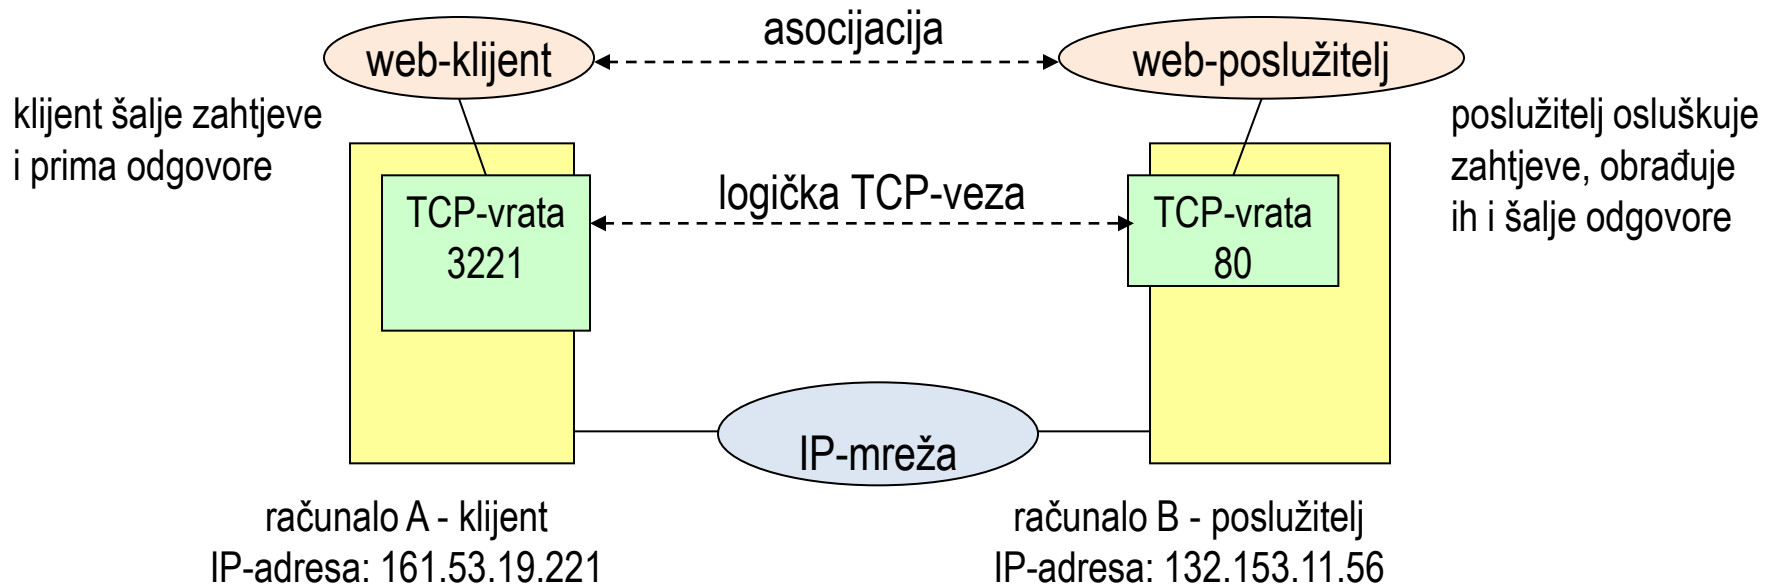 asocijacija
web-klijent
web-poslužitelj
klijent šalje zahtjeve
i prima odgovore
poslužitelj osluškuje
zahtjeve, obrađuje
ih i šalje odgovore
TCP-vrata
3221
logička TCP-veza
TCP-vrata
80
IP-mreža
računalo A - klijent
IP-adresa: 161.53.19.221
računalo B - poslužitelj
IP-adresa: 132.153.11.56